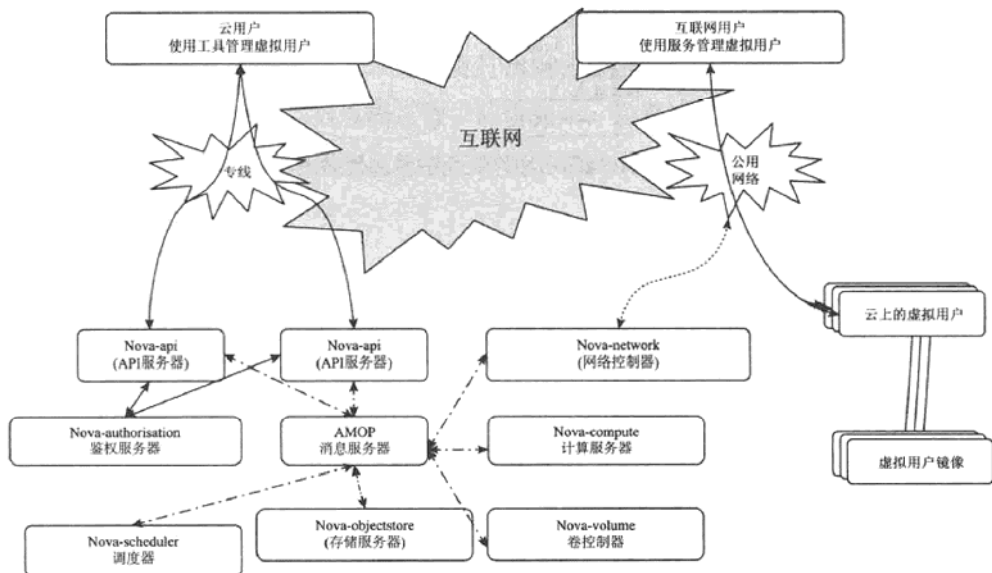 云用户
使用工具管理虚拟用户
互联网用户
使用服务管理虚拟用户
互联网
专线
公用
网络
云上的虚拟用户
Nova-api
(API服务器)
Nova-api
(API服务器)
Nova-network
(网络控制器)
Nova-authorisation
鉴权服务器
AMOP
消息服务器
Nova-compute
计算服务器
虚拟用户镜像
Nova-scheduler
调度器
Nova-objectstore
(存储服务器)
Nova-volume
卷控制器